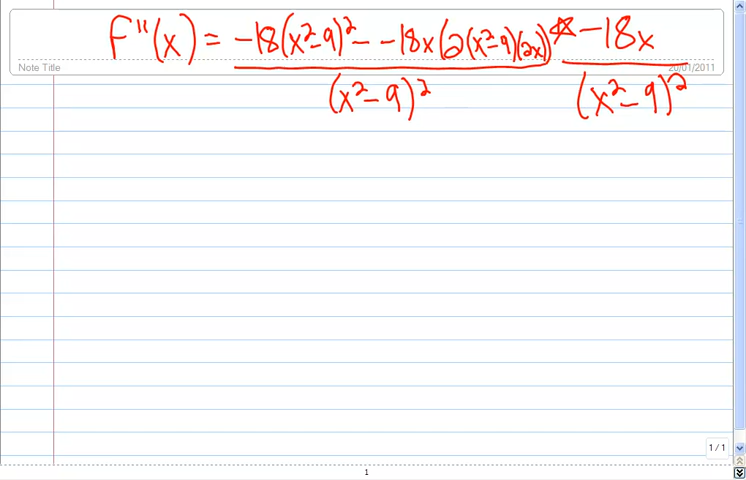 F''(x) = -18(x²-9)² - -18x(2(x²-9)(2x)) * -18x
Note Title
20/01/2011
(x²-9)² (x²-9)²
1 / 1
1